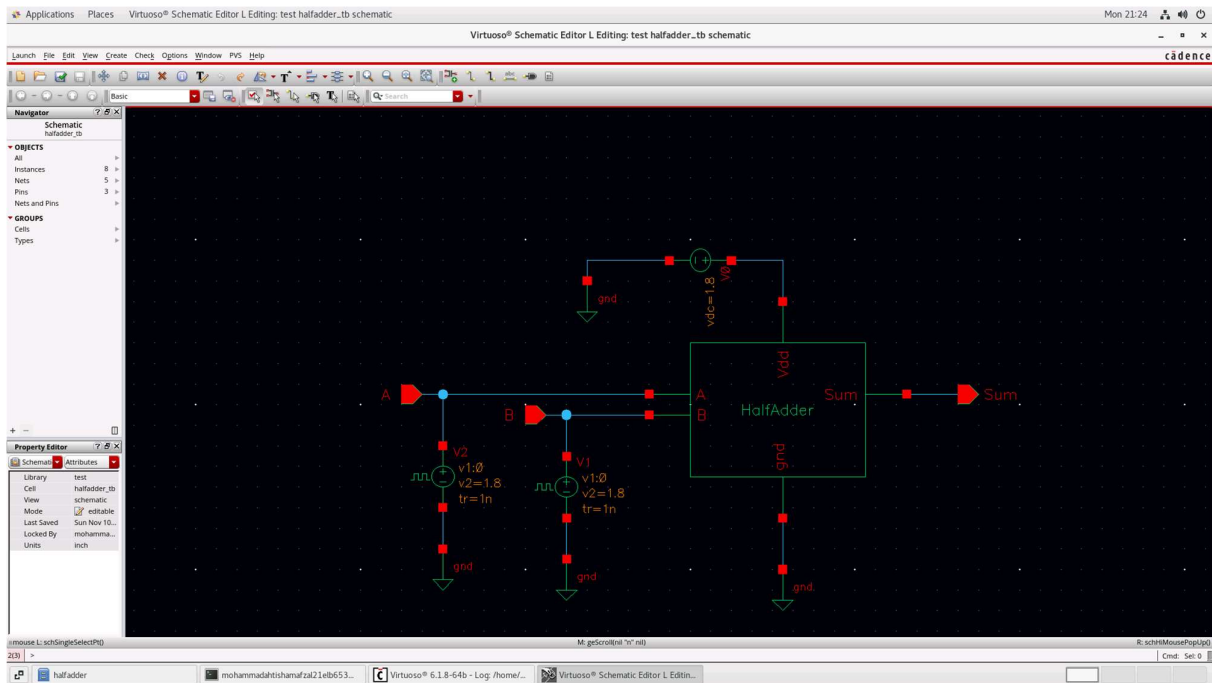 Applications Places Virtuoso® Schematic Editor L Editing: test halfadder_tb schematic Mon 21:24
Virtuoso® Schematic Editor L Editing: test halfadder_tb schematic
Launch File Edit View Create Check Options Window PVS Help cādence
Basic Search
Navigator
Schematic
halfadder_tb
OBJECTS
All
Instances 8
Nets 5
Pins 3
Nets and Pins
GROUPS
Cells
Types
Property Editor
Schemati Attributes
Library test
Cell halfadder_tb
View schematic
Mode editable
Last Saved Sun Nov 10...
Locked By mohamma...
Units inch
V0
vdc=1.8
gnd
Vdd
A
A
Sum
Sum
B
B
HalfAdder
gnd
V2
v1:0
v2=1.8
tr=1n
V1
v1:0
v2=1.8
tr=1n
gnd
gnd
gnd
mouse L: schSingleSelectPt() M: geScroll(nil "n" nil) R: schHiMousePopUp()
2(3) > Cmd: Sel: 0
halfadder mohammadahtishamafzal21elb653... Virtuoso® 6.1.8-64b - Log: /home/... Virtuoso® Schematic Editor L Editin...